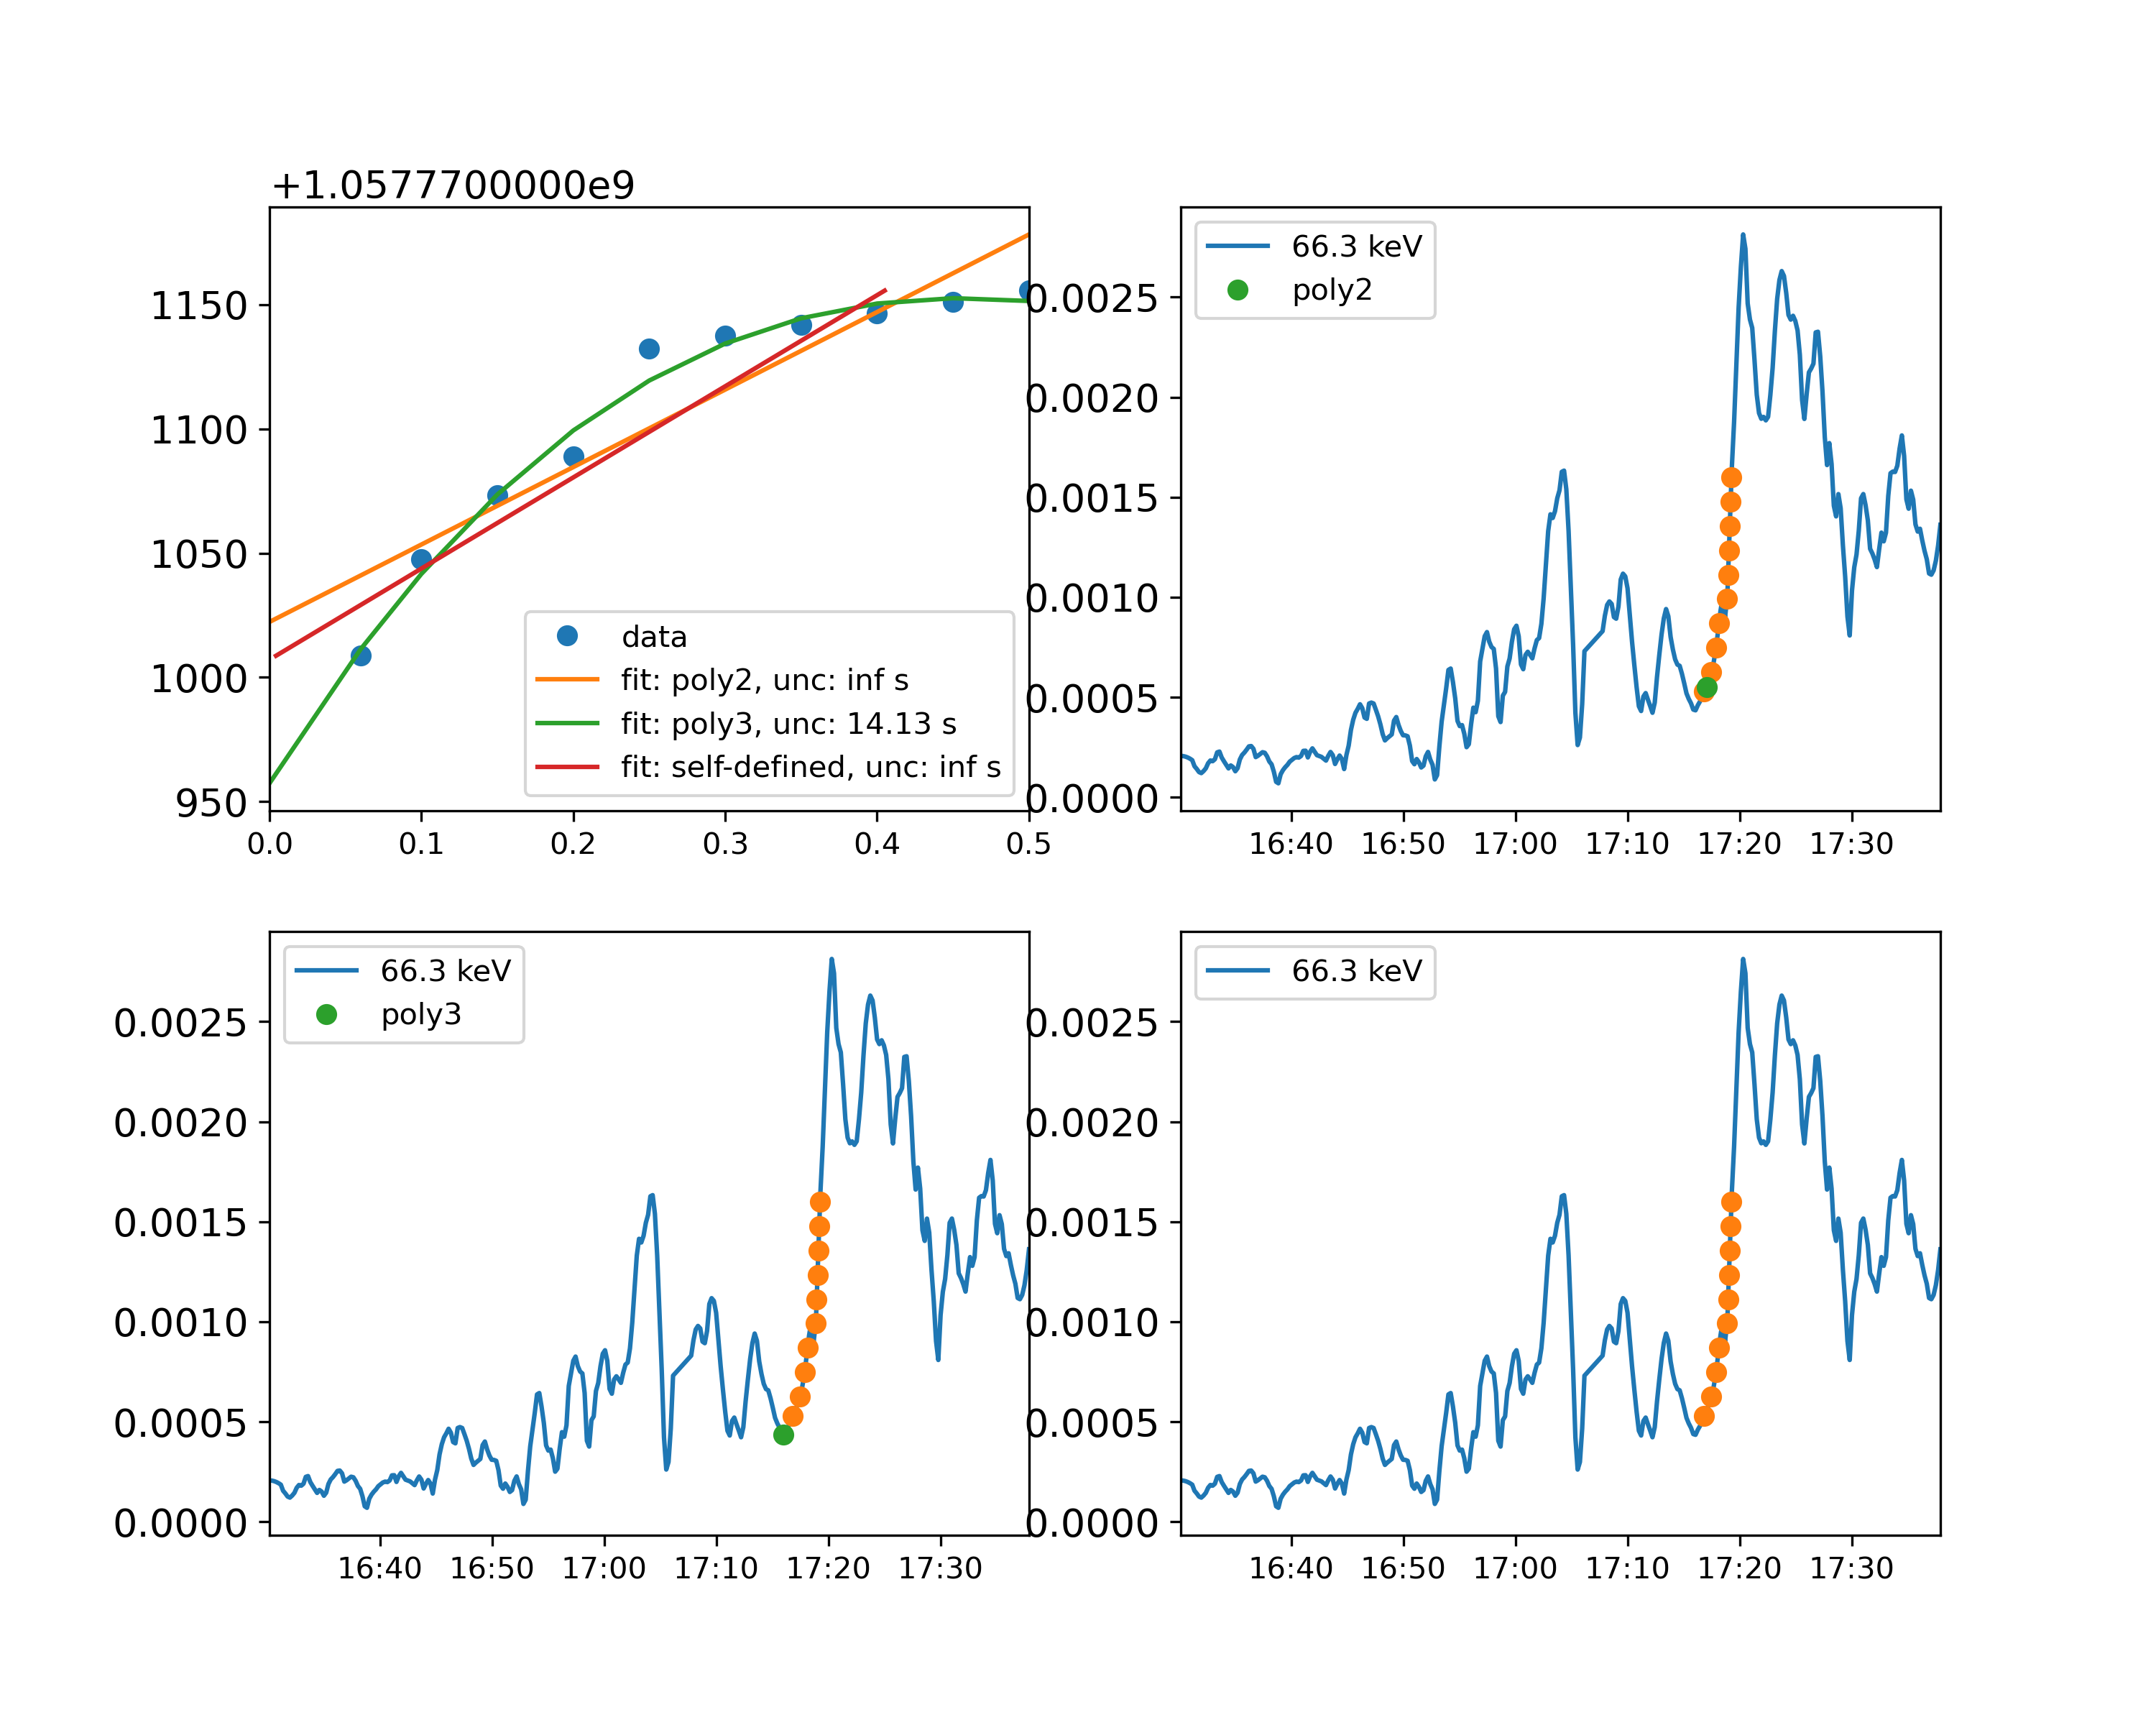 +1.0577700000e9
1150
1100
1050
1000
950
data
fit: poly2, unc: inf s
fit: poly3, unc: 14.13 s
fit: self-defined, unc: inf s
0.0 0.1 0.2 0.3 0.4 0.5
66.3 keV
poly2
0.0025
0.0020
0.0015
0.0010
0.0005
0.0000
16:40 16:50 17:00 17:10 17:20 17:30
66.3 keV
poly3
0.0025
0.0020
0.0015
0.0010
0.0005
0.0000
16:40 16:50 17:00 17:10 17:20 17:30
66.3 keV
0.0025
0.0020
0.0015
0.0010
0.0005
0.0000
16:40 16:50 17:00 17:10 17:20 17:30